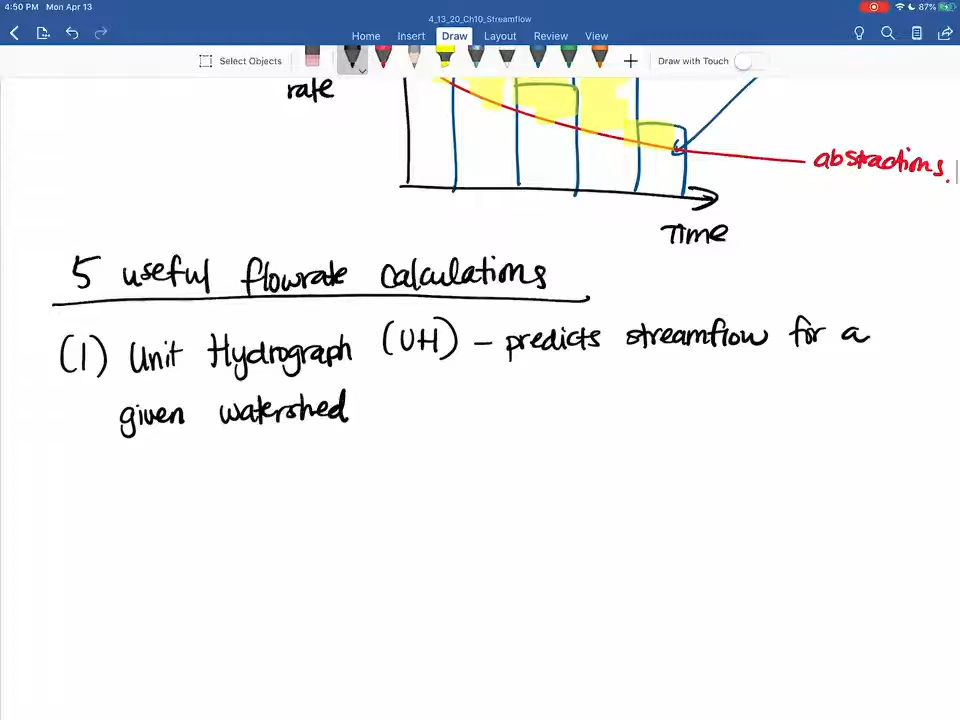 4:50 PM Mon Apr 13
87%
4_13_20_Ch10_Streamflow
Home Insert Draw Layout Review View
Select Objects
Draw with Touch
rate
abstractions.
Time
5 useful flowrate calculations
(1) Unit Hydrograph (UH) – predicts streamflow for a
given watershed